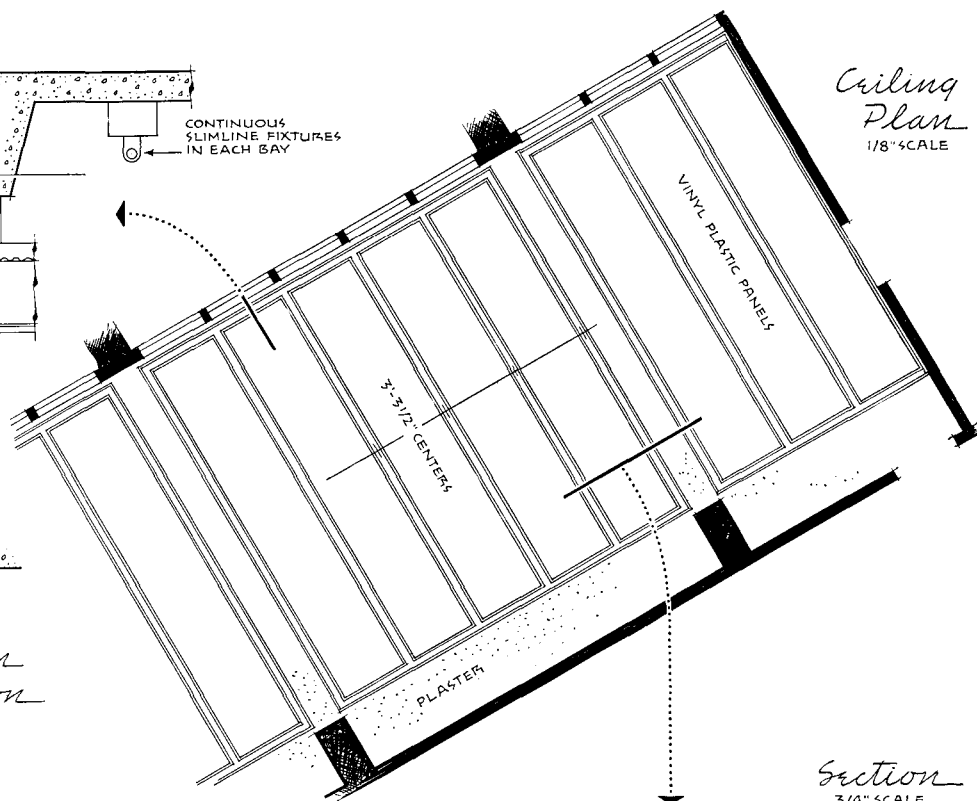 CONTINUOUS
SLIMLINE FIXTURES
IN EACH BAY
Ceiling
Plan
1/8" SCALE
VINYL PLASTIC PANELS
3'-3 1/2" CENTERS
PLASTER
Section
3/4" SCALE